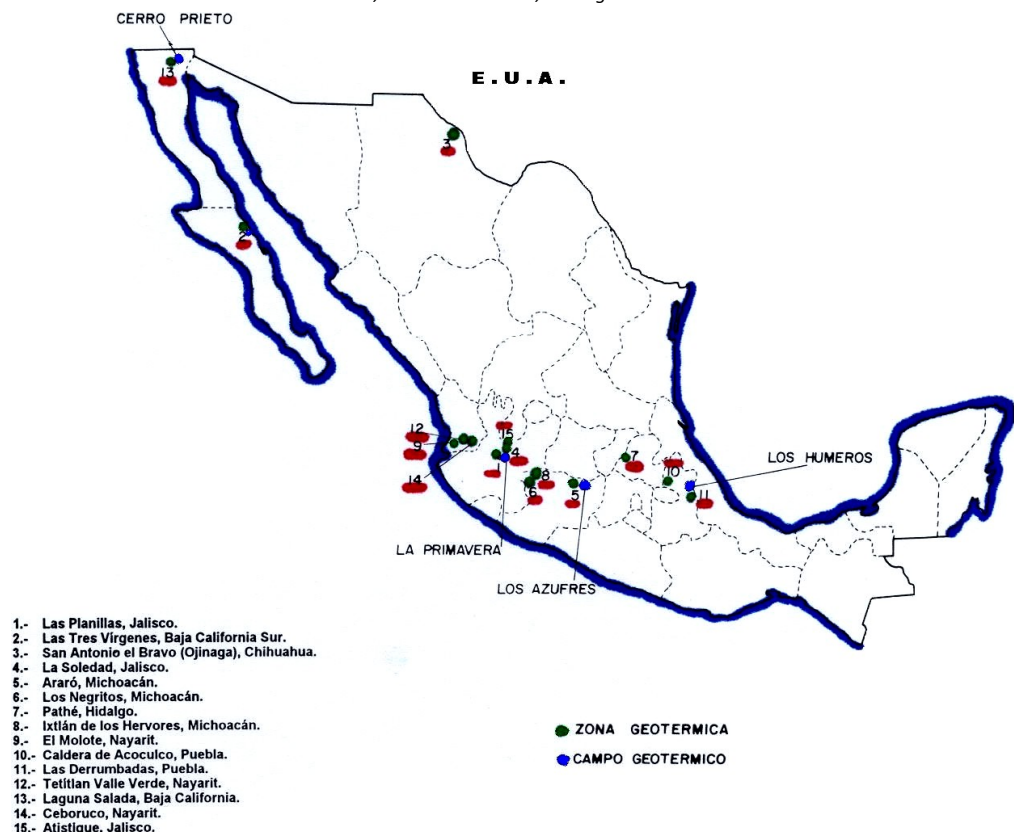 CERRO PRIETO
E.U.A.
13
3
2
12
9
14
15
4
1
8
6
5
7
10
11
LOS HUMEROS
LA PRIMAVERA
LOS AZUFRES
1.- Las Planillas, Jalisco.
2.- Las Tres Vírgenes, Baja California Sur.
3.- San Antonio el Bravo (Ojinaga), Chihuahua.
4.- La Soledad, Jalisco.
5.- Araró, Michoacán.
6.- Los Negritos, Michoacán.
7.- Pathé, Hidalgo.
8.- Ixtlán de los Hervores, Michoacán.
9.- El Molote, Nayarit.
10.- Caldera de Acoculco, Puebla.
11.- Las Derrumbadas, Puebla.
12.- Tetítlan Valle Verde, Nayarit.
13.- Laguna Salada, Baja California.
14.- Ceboruco, Nayarit.
15.- Atistique, Jalisco.
ZONA GEOTERMICA
CAMPO GEOTERMICO